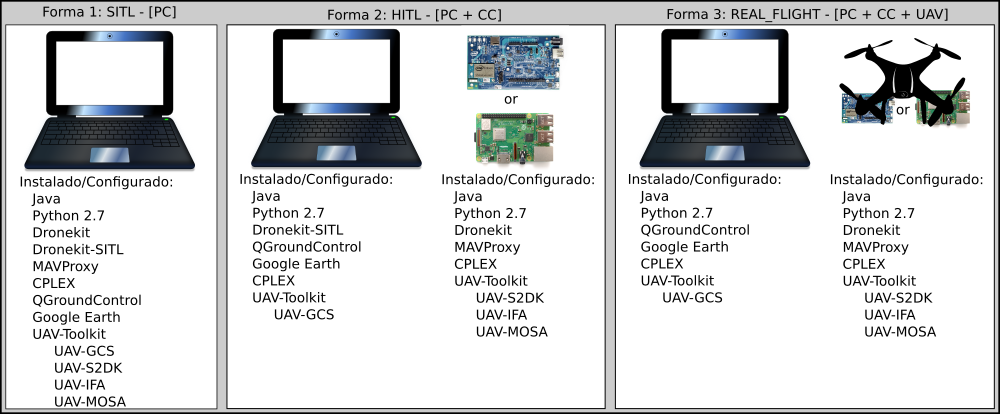 Forma 1: SITL - [PC]
Instalado/Configurado:
Java
Python 2.7
Dronekit
Dronekit-SITL
MAVProxy
CPLEX
QGroundControl
Google Earth
UAV-Toolkit
UAV-GCS
UAV-S2DK
UAV-IFA
UAV-MOSA
Forma 2: HITL - [PC + CC]
Instalado/Configurado:
Java
Python 2.7
Dronekit-SITL
QGroundControl
Google Earth
CPLEX
UAV-Toolkit
UAV-GCS
or
Instalado/Configurado:
Java
Python 2.7
Dronekit
MAVProxy
CPLEX
UAV-Toolkit
UAV-S2DK
UAV-IFA
UAV-MOSA
Forma 3: REAL_FLIGHT - [PC + CC + UAV]
Instalado/Configurado:
Java
Python 2.7
QGroundControl
Google Earth
CPLEX
UAV-Toolkit
UAV-GCS
or
Instalado/Configurado:
Java
Python 2.7
Dronekit
MAVProxy
CPLEX
UAV-Toolkit
UAV-S2DK
UAV-IFA
UAV-MOSA